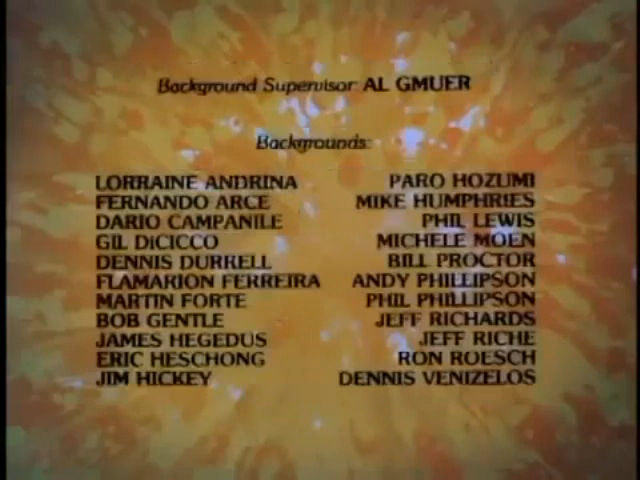 Background Supervisor: AL GMUER
Backgrounds:
LORRAINE ANDRINA PARO HOZUMI
FERNANDO ARCE MIKE HUMPHRIES
DARIO CAMPANILE PHIL LEWIS
GIL DiCICCO MICHELE MOEN
DENNIS DURRELL BILL PROCTOR
FLAMARION FERREIRA ANDY PHILLIPSON
MARTIN FORTE PHIL PHILLIPSON
BOB GENTLE JEFF RICHARDS
JAMES HEGEDUS JEFF RICHE
ERIC HESCHONG RON ROESCH
JIM HICKEY DENNIS VENIZELOS